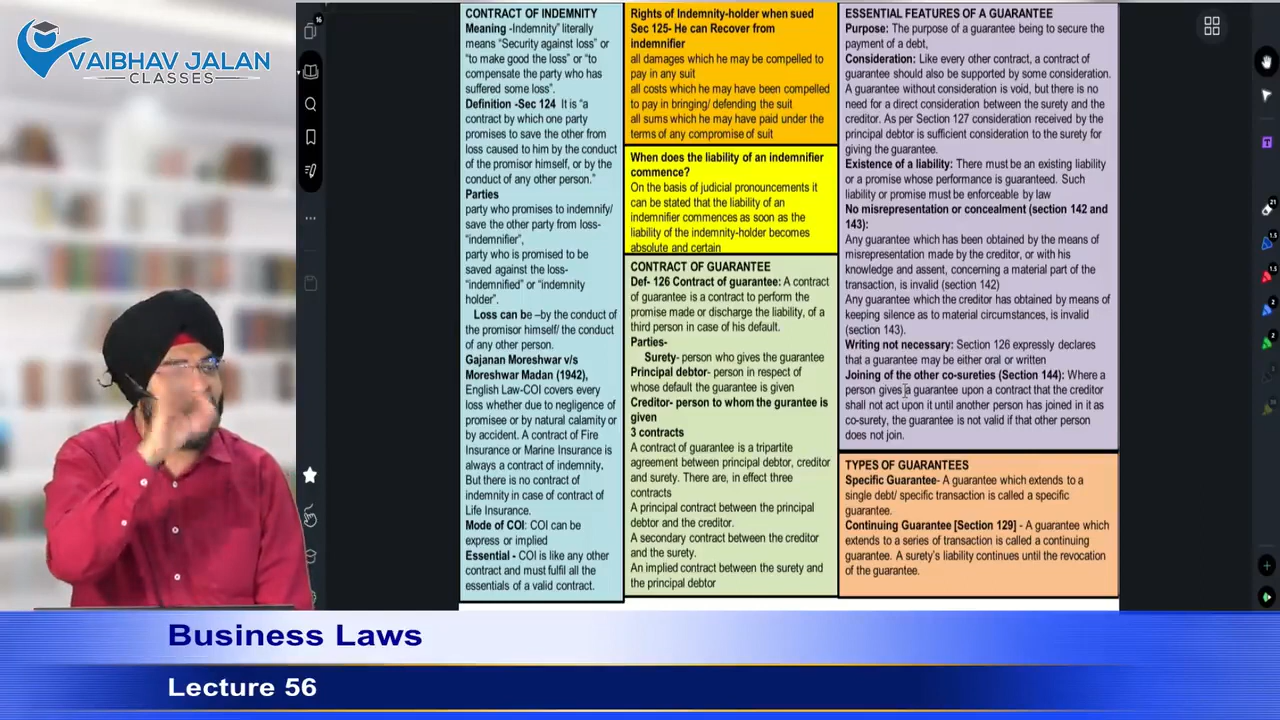 VAIBHAV JALAN
CLASSES
16
CONTRACT OF INDEMNITY
Meaning -Indemnity” literally
means “Security against loss” or
“to make good the loss” or “to
compensate the party who has
suffered some loss”.
Definition -Sec 124 It is “a
contract by which one party
promises to save the other from
loss caused to him by the conduct
of the promisor himself, or by the
conduct of any other person.”
Parties
party who promises to indemnify/
save the other party from loss-
“indemnifier”,
party who is promised to be
saved against the loss-
“indemnified” or “indemnity
holder”.
Loss can be –by the conduct of
the promisor himself/ the conduct
of any other person.
Gajanan Moreshwar v/s
Moreshwar Madan (1942),
English Law-COI covers every
loss whether due to negligence of
promisee or by natural calamity or
by accident. A contract of Fire
Insurance or Marine Insurance is
always a contract of indemnity.
But there is no contract of
indemnity in case of contract of
Life Insurance.
Mode of COI: COI can be
express or implied
Essential - COI is like any other
contract and must fulfil all the
essentials of a valid contract.
Rights of Indemnity-holder when sued
Sec 125- He can Recover from
indemnifier
all damages which he may be compelled to
pay in any suit
all costs which he may have been compelled
to pay in bringing/ defending the suit
all sums which he may have paid under the
terms of any compromise of suit
When does the liability of an indemnifier
commence?
On the basis of judicial pronouncements it
can be stated that the liability of an
indemnifier commences as soon as the
liability of the indemnity-holder becomes
absolute and certain
CONTRACT OF GUARANTEE
Def- 126 Contract of guarantee: A contract
of guarantee is a contract to perform the
promise made or discharge the liability, of a
third person in case of his default.
Parties-
Surety- person who gives the guarantee
Principal debtor- person in respect of
whose default the guarantee is given
Creditor- person to whom the gurantee is
given
3 contracts
A contract of guarantee is a tripartite
agreement between principal debtor, creditor
and surety. There are, in effect three
contracts
A principal contract between the principal
debtor and the creditor.
A secondary contract between the creditor
and the surety.
An implied contract between the surety and
the principal debtor
ESSENTIAL FEATURES OF A GUARANTEE
Purpose: The purpose of a guarantee being to secure the
payment of a debt,
Consideration: Like every other contract, a contract of
guarantee should also be supported by some consideration.
A guarantee without consideration is void, but there is no
need for a direct consideration between the surety and the
creditor. As per Section 127 consideration received by the
principal debtor is sufficient consideration to the surety for
giving the guarantee.
Existence of a liability: There must be an existing liability
or a promise whose performance is guaranteed. Such
liability or promise must be enforceable by law
No misrepresentation or concealment (section 142 and
143):
Any guarantee which has been obtained by the means of
misrepresentation made by the creditor, or with his
knowledge and assent, concerning a material part of the
transaction, is invalid (section 142)
Any guarantee which the creditor has obtained by means of
keeping silence as to material circumstances, is invalid
(section 143).
Writing not necessary: Section 126 expressly declares
that a guarantee may be either oral or written
Joining of the other co-sureties (Section 144): Where a
person gives a guarantee upon a contract that the creditor
shall not act upon it until another person has joined in it as
co-surety, the guarantee is not valid if that other person
does not join.
TYPES OF GUARANTEES
Specific Guarantee- A guarantee which extends to a
single debt/ specific transaction is called a specific
guarantee.
Continuing Guarantee [Section 129] - A guarantee which
extends to a series of transaction is called a continuing
guarantee. A surety’s liability continues until the revocation
of the guarantee.
21
1.5
1.5
2
2
Business Laws
Lecture 56